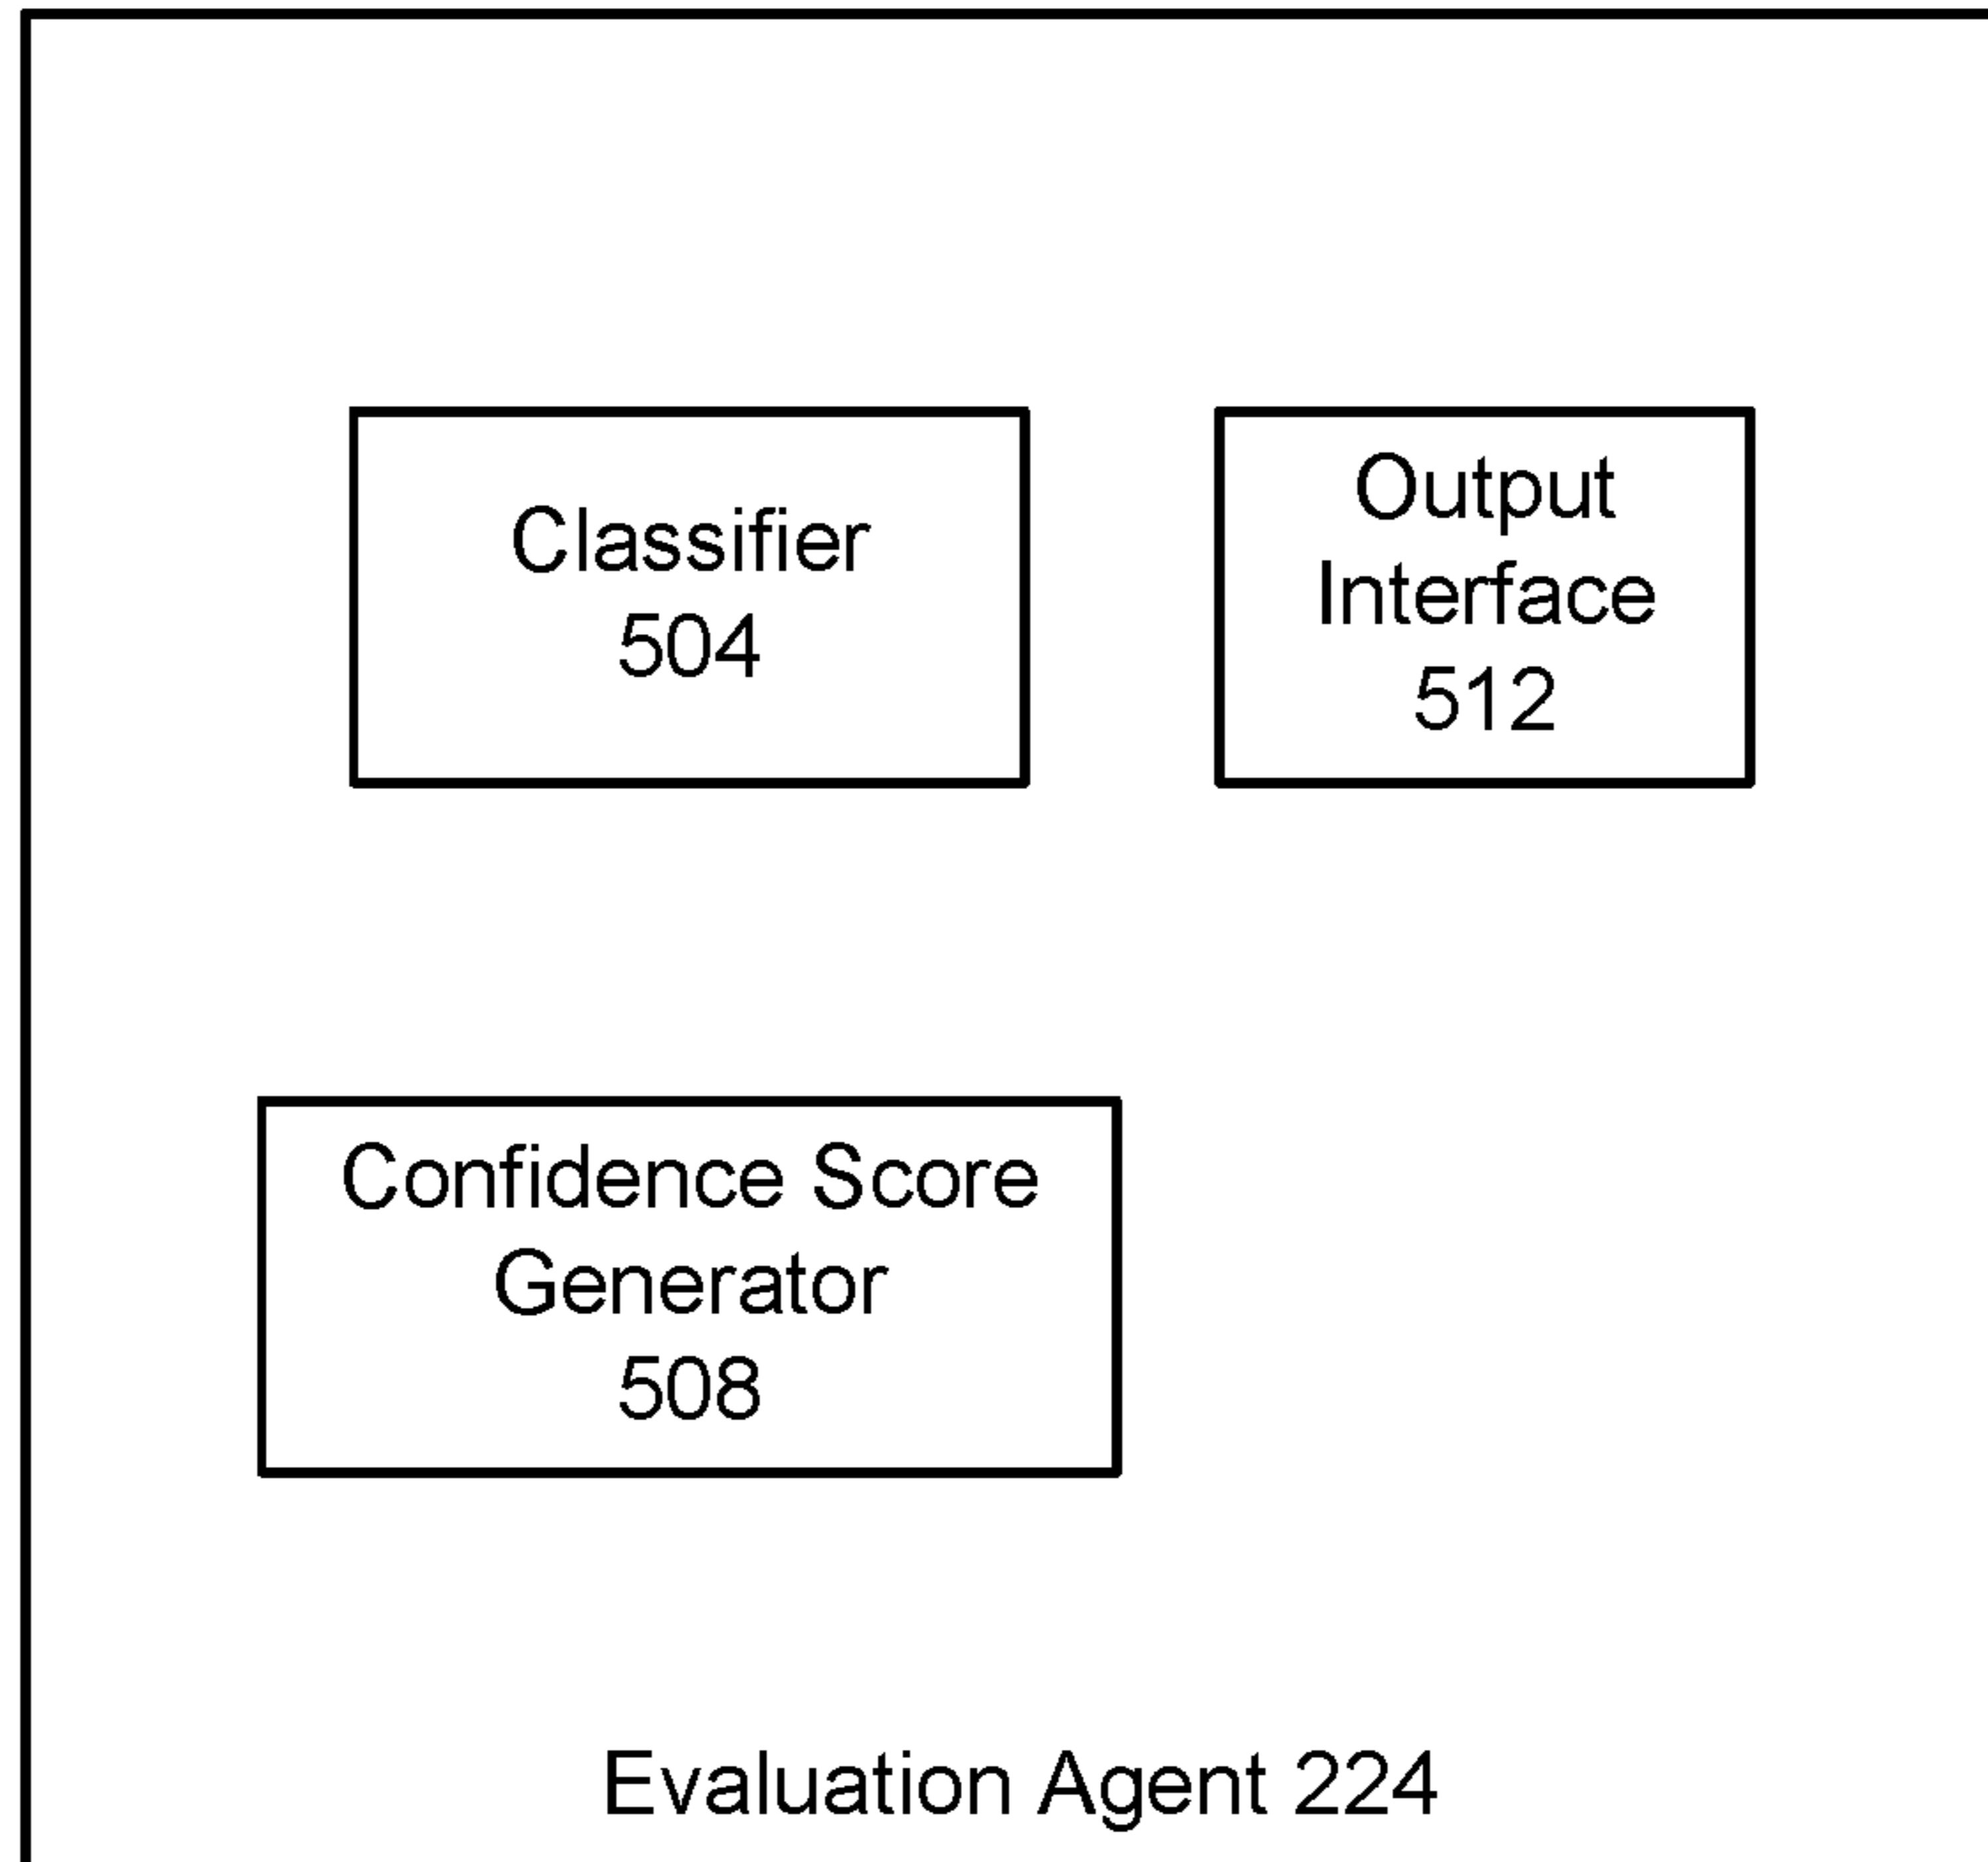 Classifier
504
Output
Interface
512
Confidence Score
Generator
508
Evaluation Agent 224